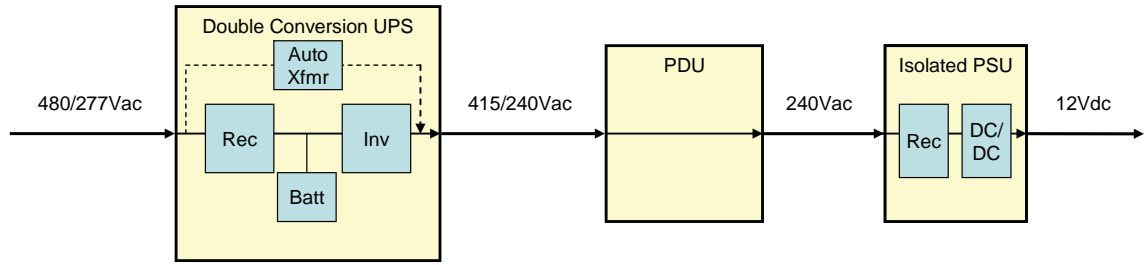 Double Conversion UPS
Auto
Xfmr
PDU
Isolated PSU
480/277Vac
415/240Vac
240Vac
12Vdc
Rec
Inv
Rec
DC/
DC
Batt